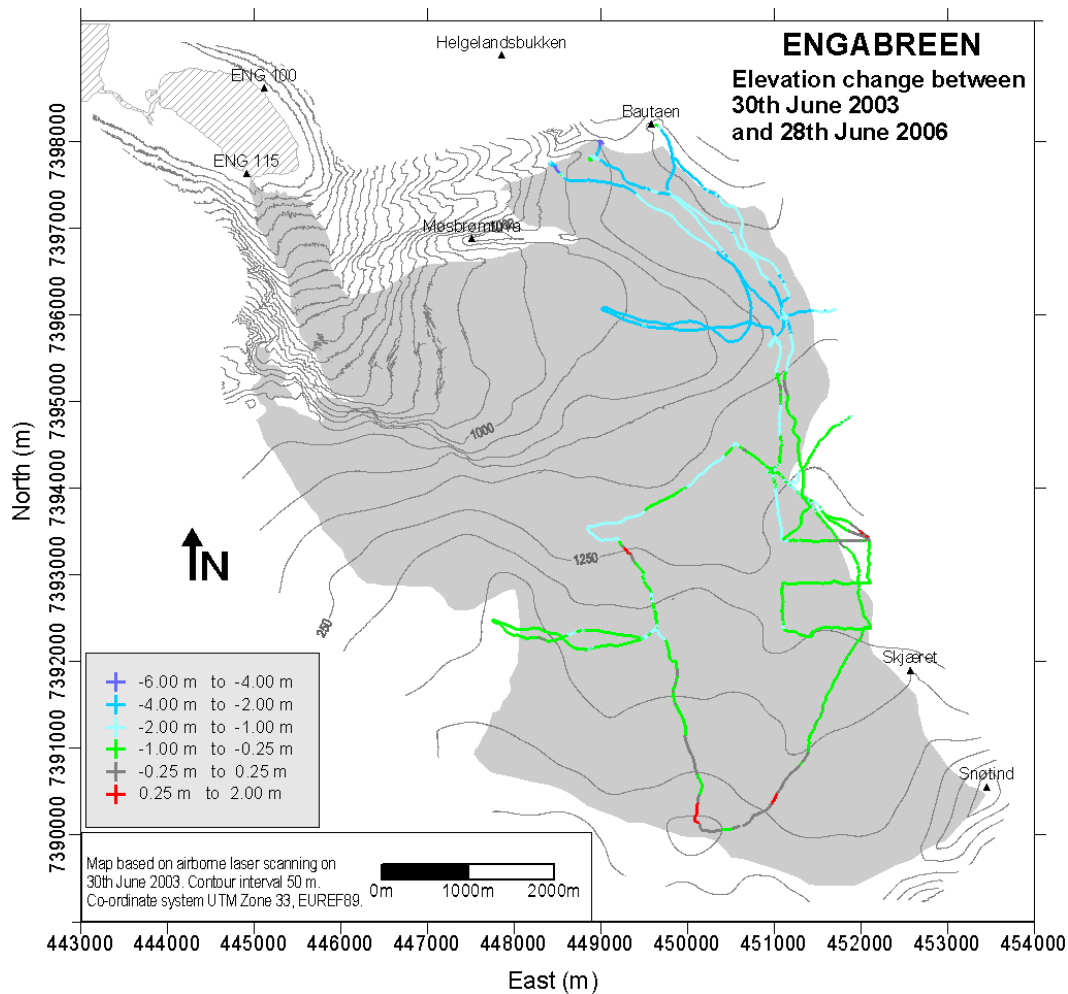 ENGABREEN
Elevation change between
30th June 2003
and 28th June 2006
Helgelandsbukken
ENG 100
Bautaen
ENG 115
Møsbrømtuva
1000
1250
250
Skjæret
Snøtind
N
North (m)
7398000
7397000
7396000
7395000
7394000
7393000
7392000
7391000
7390000
-6.00 m to -4.00 m
-4.00 m to -2.00 m
-2.00 m to -1.00 m
-1.00 m to -0.25 m
-0.25 m to 0.25 m
0.25 m to 2.00 m
Map based on airborne laser scanning on
30th June 2003. Contour interval 50 m.
Co-ordinate system UTM Zone 33, EUREF89.
0m 1000m 2000m
443000 444000 445000 446000 447000 448000 449000 450000 451000 452000 453000 454000
East (m)